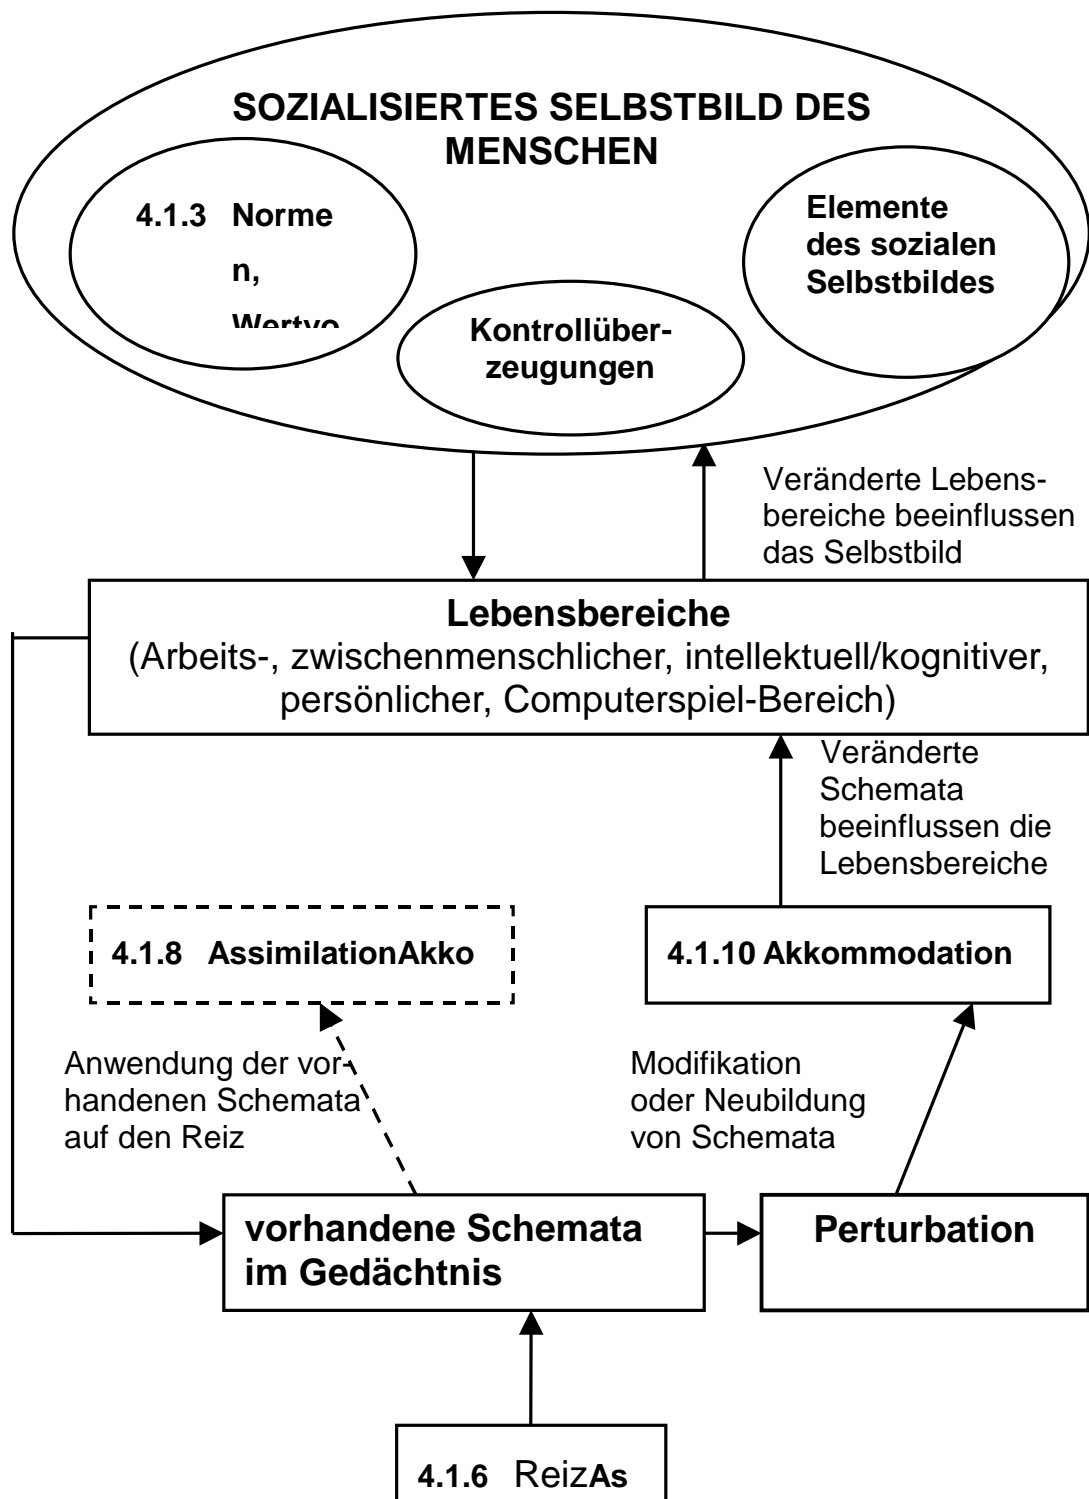 SOZIALISIERTES SELBSTBILD DES
MENSCHEN
4.1.3 Norme
n,
Wertvo
Kontrollüber-
zeugungen
Elemente
des sozialen
Selbstbildes
Veränderte Lebens-
bereiche beeinflussen
das Selbstbild
Lebensbereiche
(Arbeits-, zwischenmenschlicher, intellektuell/kognitiver,
persönlicher, Computerspiel-Bereich)
Veränderte
Schemata
beeinflussen die
Lebensbereiche
4.1.8 AssimilationAkko
4.1.10 Akkommodation
Anwendung der vor-
handenen Schemata
auf den Reiz
Modifikation
oder Neubildung
von Schemata
vorhandene Schemata
im Gedächtnis
Perturbation
4.1.6 ReizAs